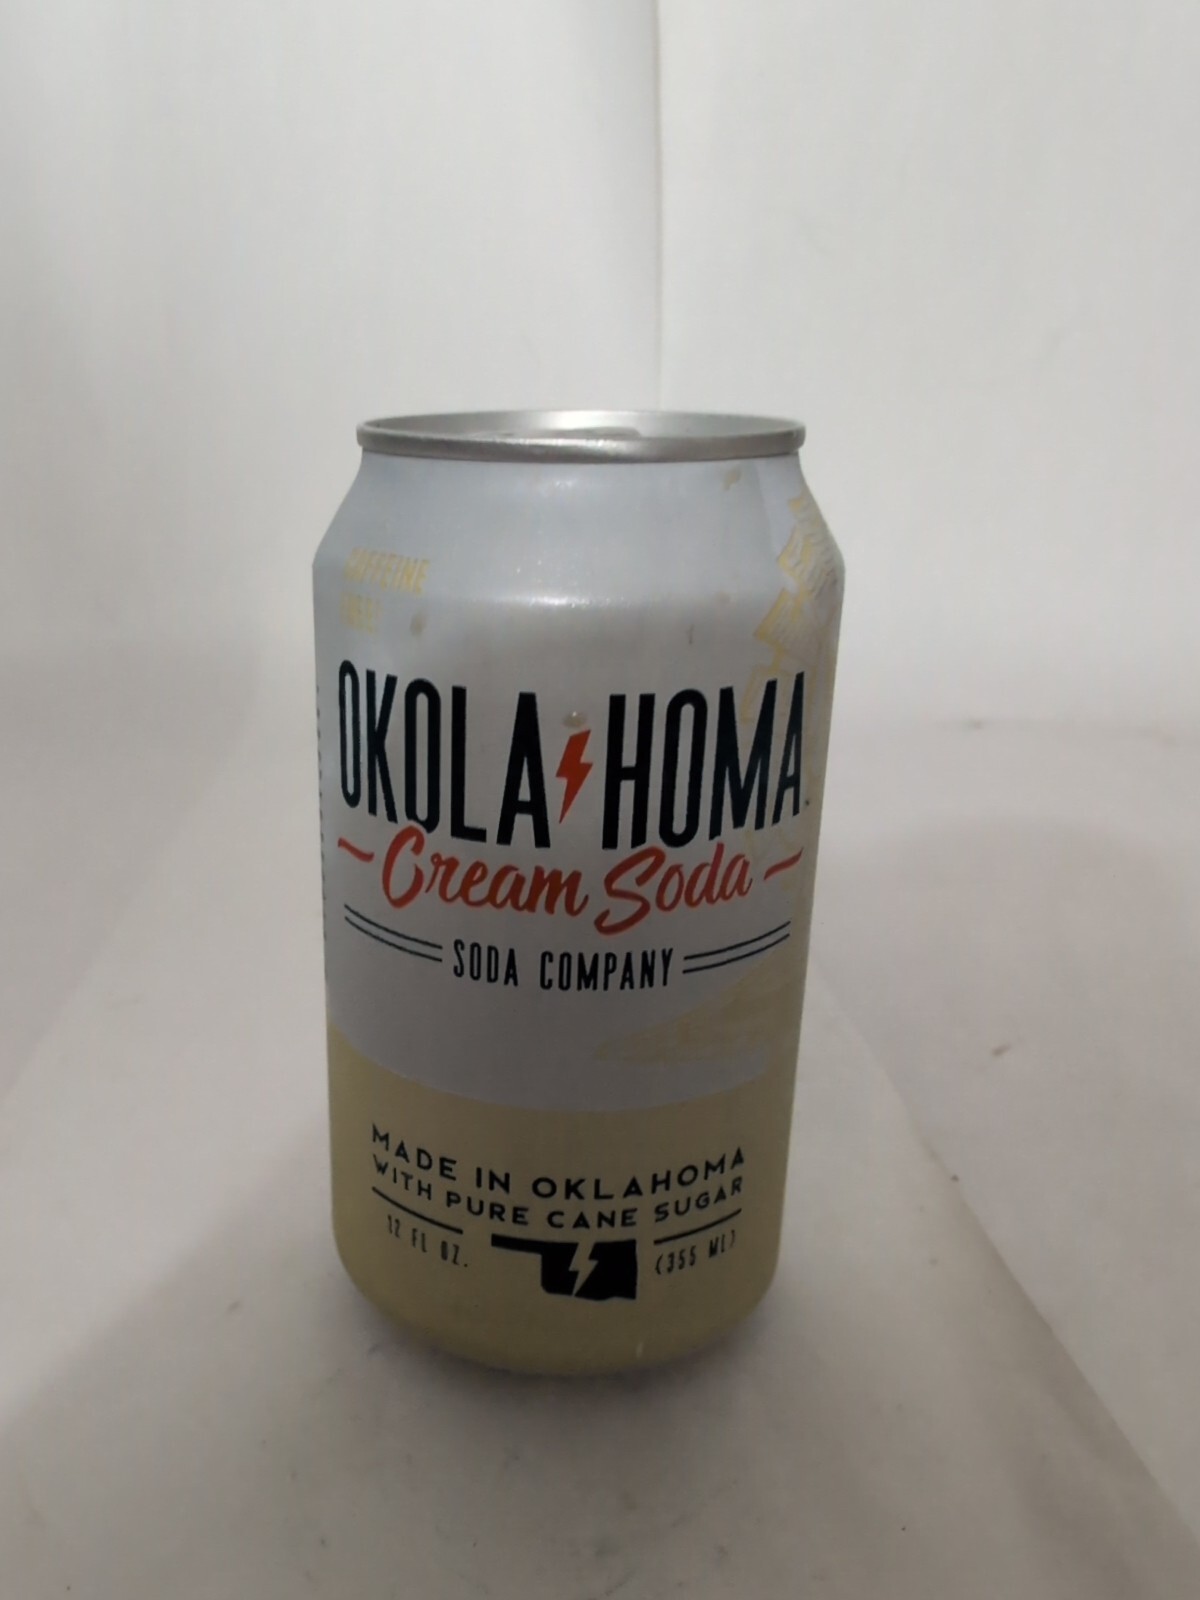 CAFFEINE
FREE
OKOLA HOMA
~Cream Soda~
SODA COMPANY
MADE IN OKLAHOMA
WITH PURE CANE SUGAR
12 FL OZ. (355 ML)